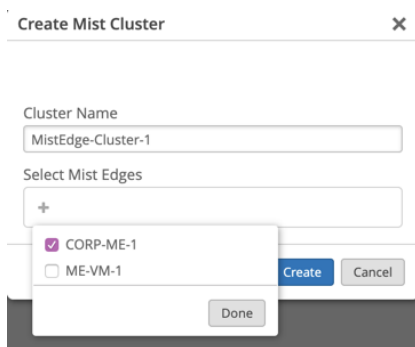 Create Mist Cluster
Cluster Name
MistEdge-Cluster-1
Select Mist Edges
CORP-ME-1
ME-VM-1
Done
Create
Cancel